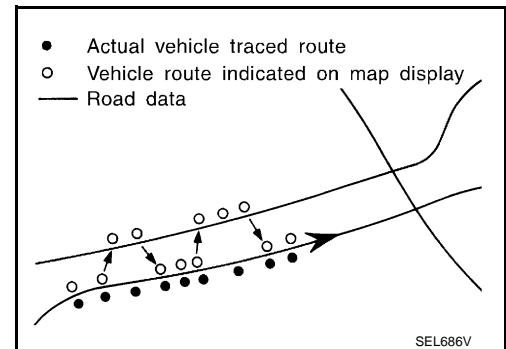 Actual vehicle traced route
Vehicle route indicated on map display
Road data
SEL686V